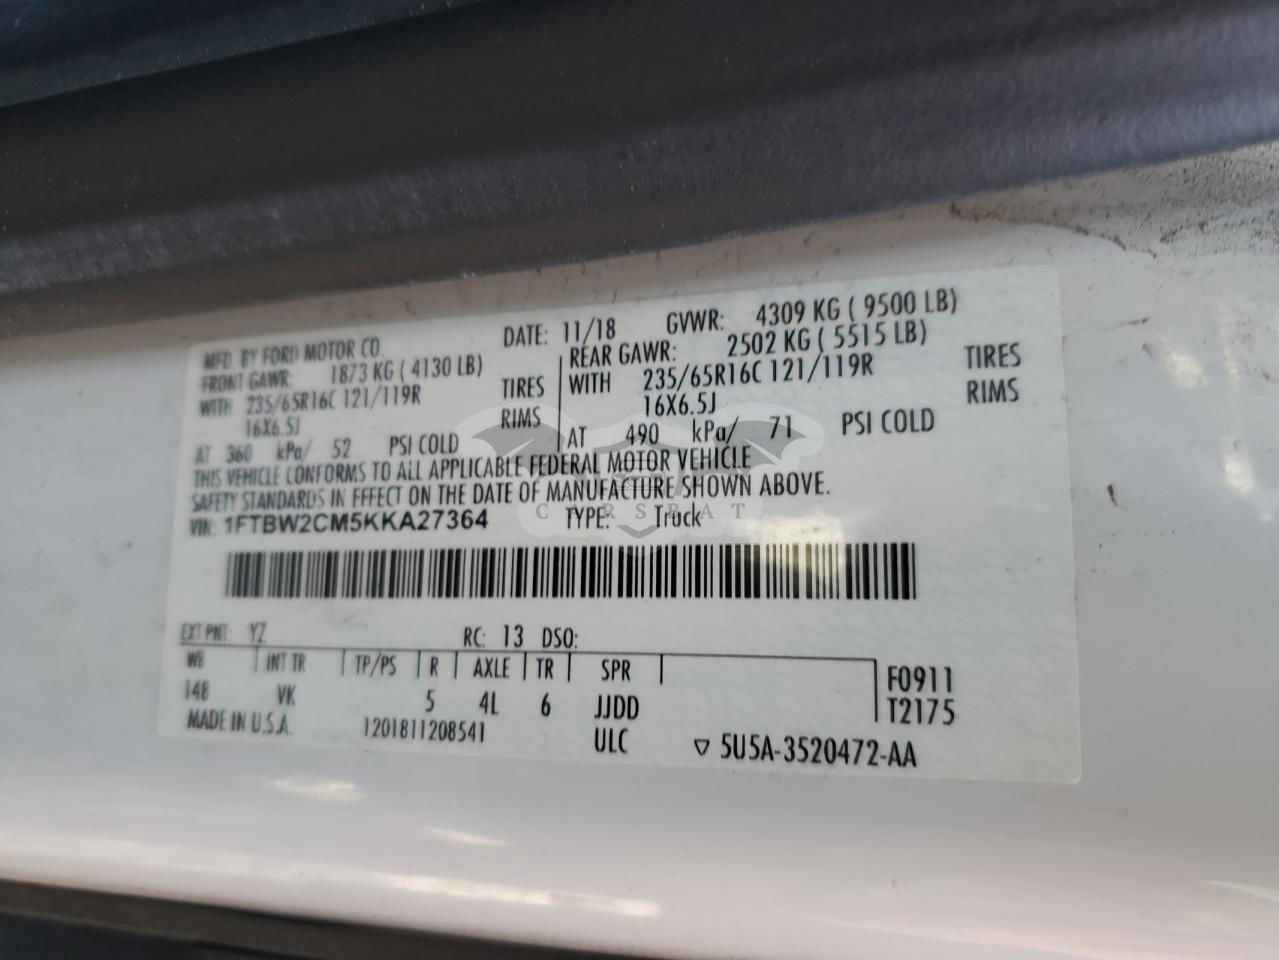 MFD BY FORD MOTOR CO. DATE: 11/18 GVWR: 4309 KG ( 9500 LB)
FRONT GAWR: 1873 KG ( 4130 LB) REAR GAWR: 2502 KG ( 5515 LB)
WITH 235/65R16C 121/119R TIRES WITH 235/65R16C 121/119R TIRES
16X6.5J RIMS 16X6.5J RIMS
AT 360 kPa/ 52 PSI COLD AT 490 kPa/ 71 PSI COLD
THIS VEHICLE CONFORMS TO ALL APPLICABLE FEDERAL MOTOR VEHICLE
SAFETY STANDARDS IN EFFECT ON THE DATE OF MANUFACTURE SHOWN ABOVE.
CARSBAT
VIN: 1FTBW2CM5KKA27364 TYPE: Truck
EXT PNT: YZ RC: 13 DSO:
WB INT TR TP/PS R AXLE TR SPR F0911
148 VK 5 4L 6 JJDD T2175
MADE IN U.S.A. 1201811208541 ULC 5U5A-3520472-AA